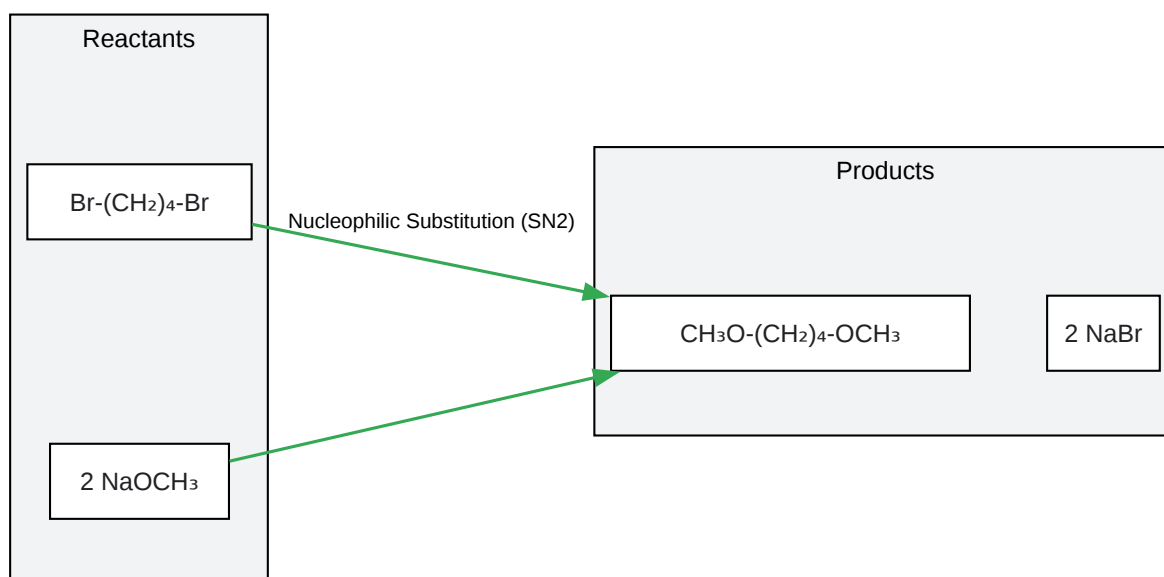 Reactants
Br-(CH₂)₄-Br
Nucleophilic Substitution (SN2)
2 NaOCH₃
Products
CH₃O-(CH₂)₄-OCH₃
2 NaBr